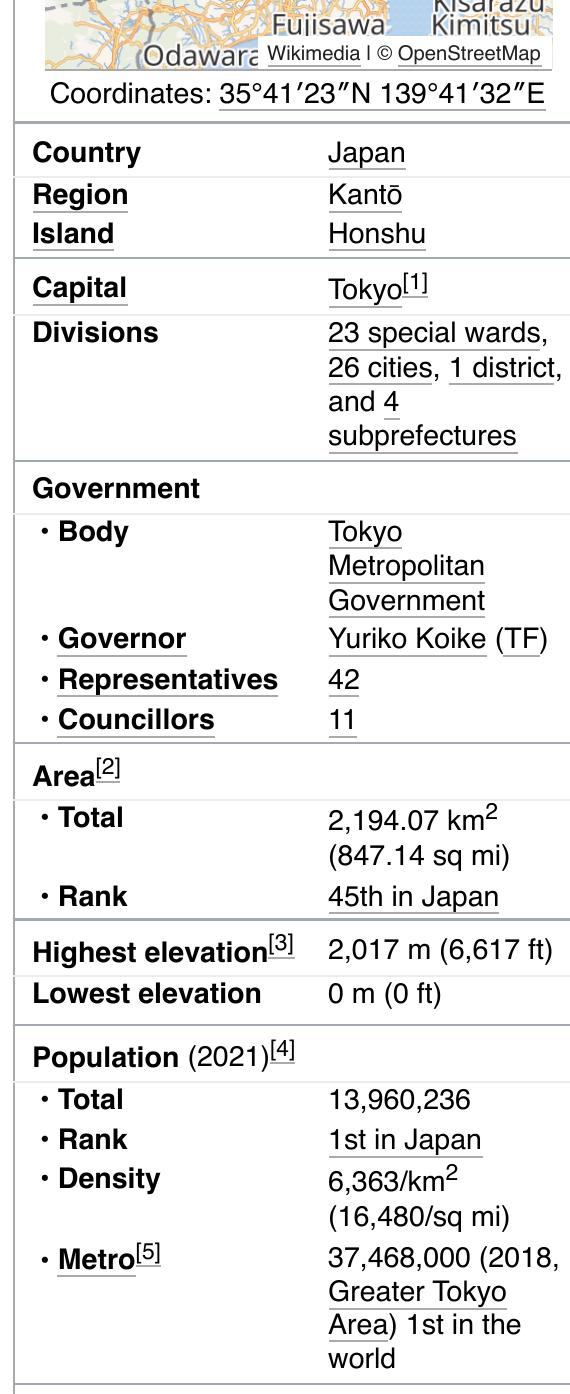 Kisarazu
Fujisawa Kimitsu
Odawara Wikimedia | © OpenStreetMap
Coordinates: 35°41′23″N 139°41′32″E
Country Japan
Region Kantō
Island Honshu
Capital Tokyo[1]
Divisions 23 special wards,
26 cities, 1 district,
and 4
subprefectures
Government
• Body Tokyo
Metropolitan
Government
• Governor Yuriko Koike (TF)
• Representatives 42
• Councillors 11
Area[2]
• Total 2,194.07 km2
(847.14 sq mi)
• Rank 45th in Japan
Highest elevation[3] 2,017 m (6,617 ft)
Lowest elevation 0 m (0 ft)
Population (2021)[4]
• Total 13,960,236
• Rank 1st in Japan
• Density 6,363/km2
(16,480/sq mi)
• Metro[5] 37,468,000 (2018,
Greater Tokyo
Area) 1st in the
world